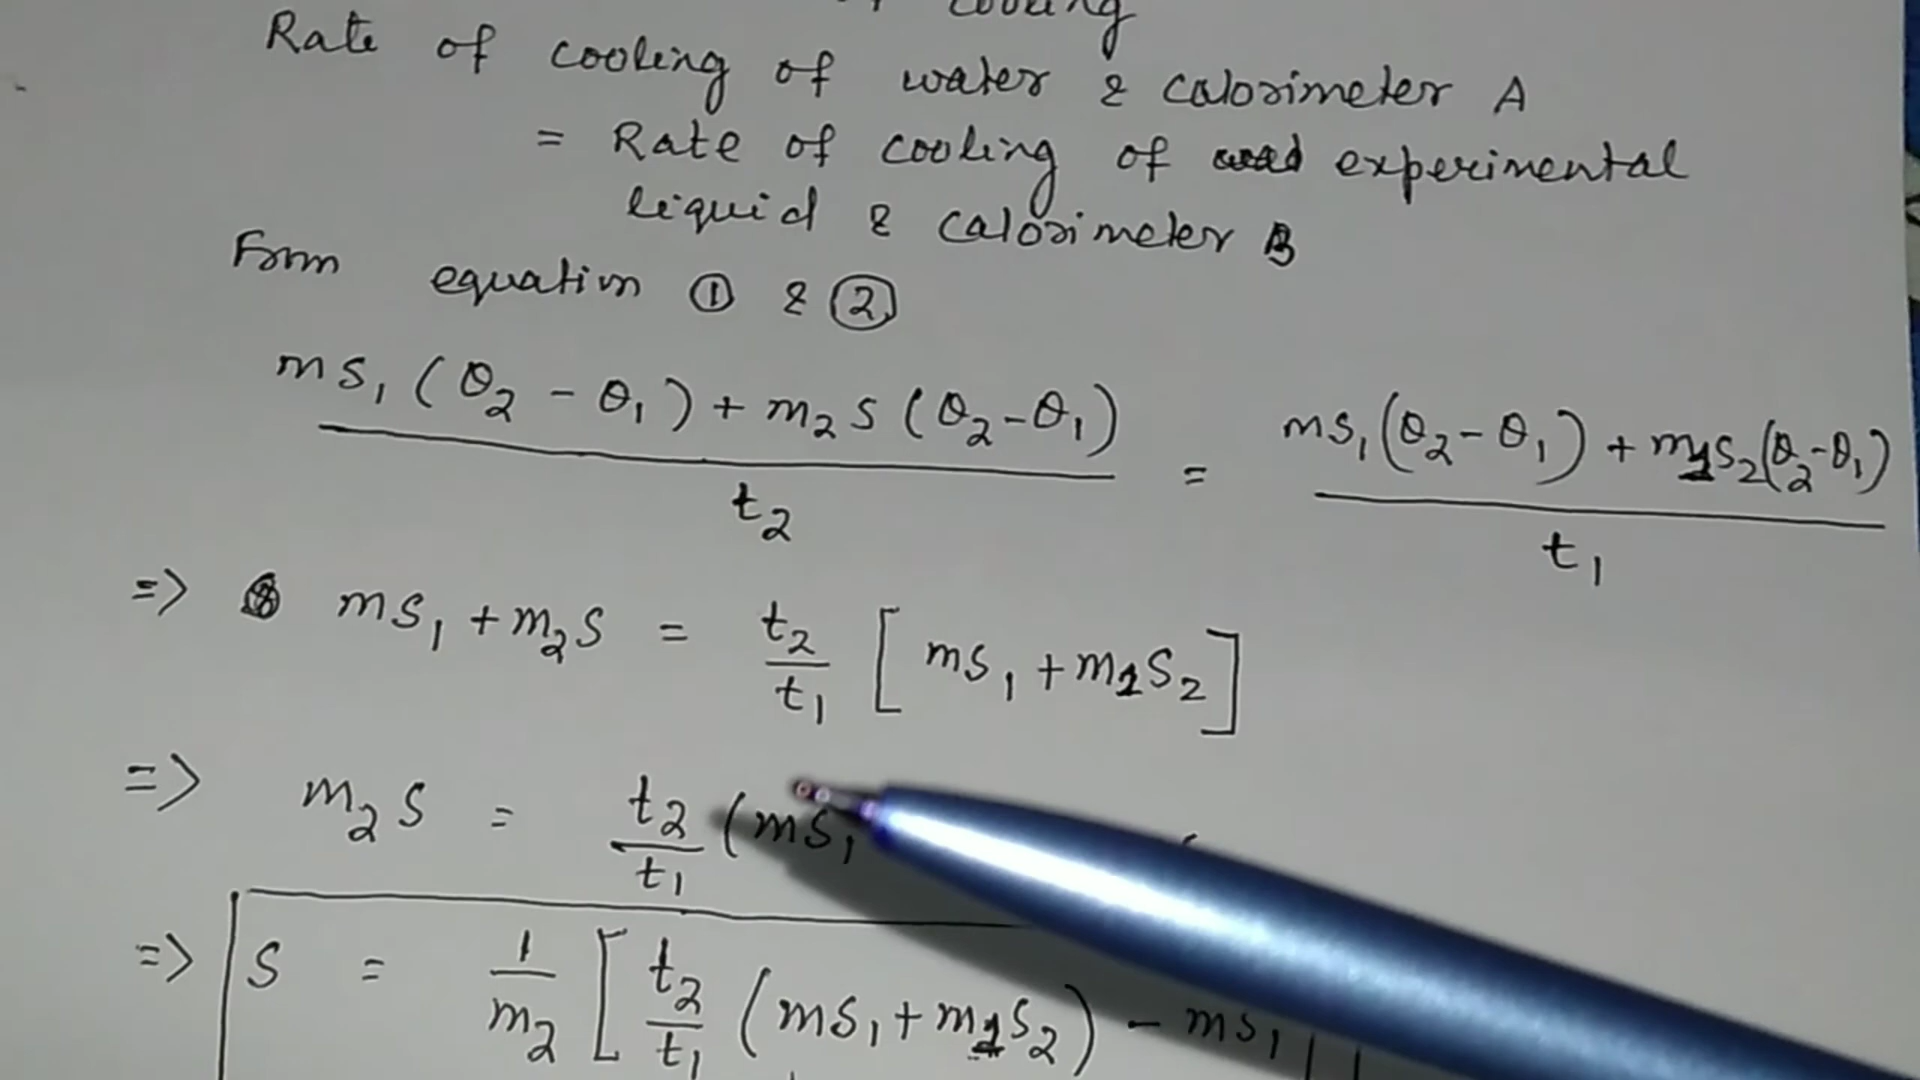 cooling
Rate of cooling of water & calorimeter A
= Rate of cooling of experimental
liquid & calorimeter B
From equation ① & ②
ms₁(θ₂-θ₁)+m₂s(θ₂-θ₁)/t₂ = ms₁(θ₂-θ₁)+m₁s₂(θ₂-θ₁)/t₁
=> ms₁+m₂s = t₂/t₁ [ms₁+m₁s₂]
=> m₂s = t₂/t₁ (ms₁
=> s = 1/m₂ [t₂/t₁ (ms₁+m₁s₂) - ms₁]